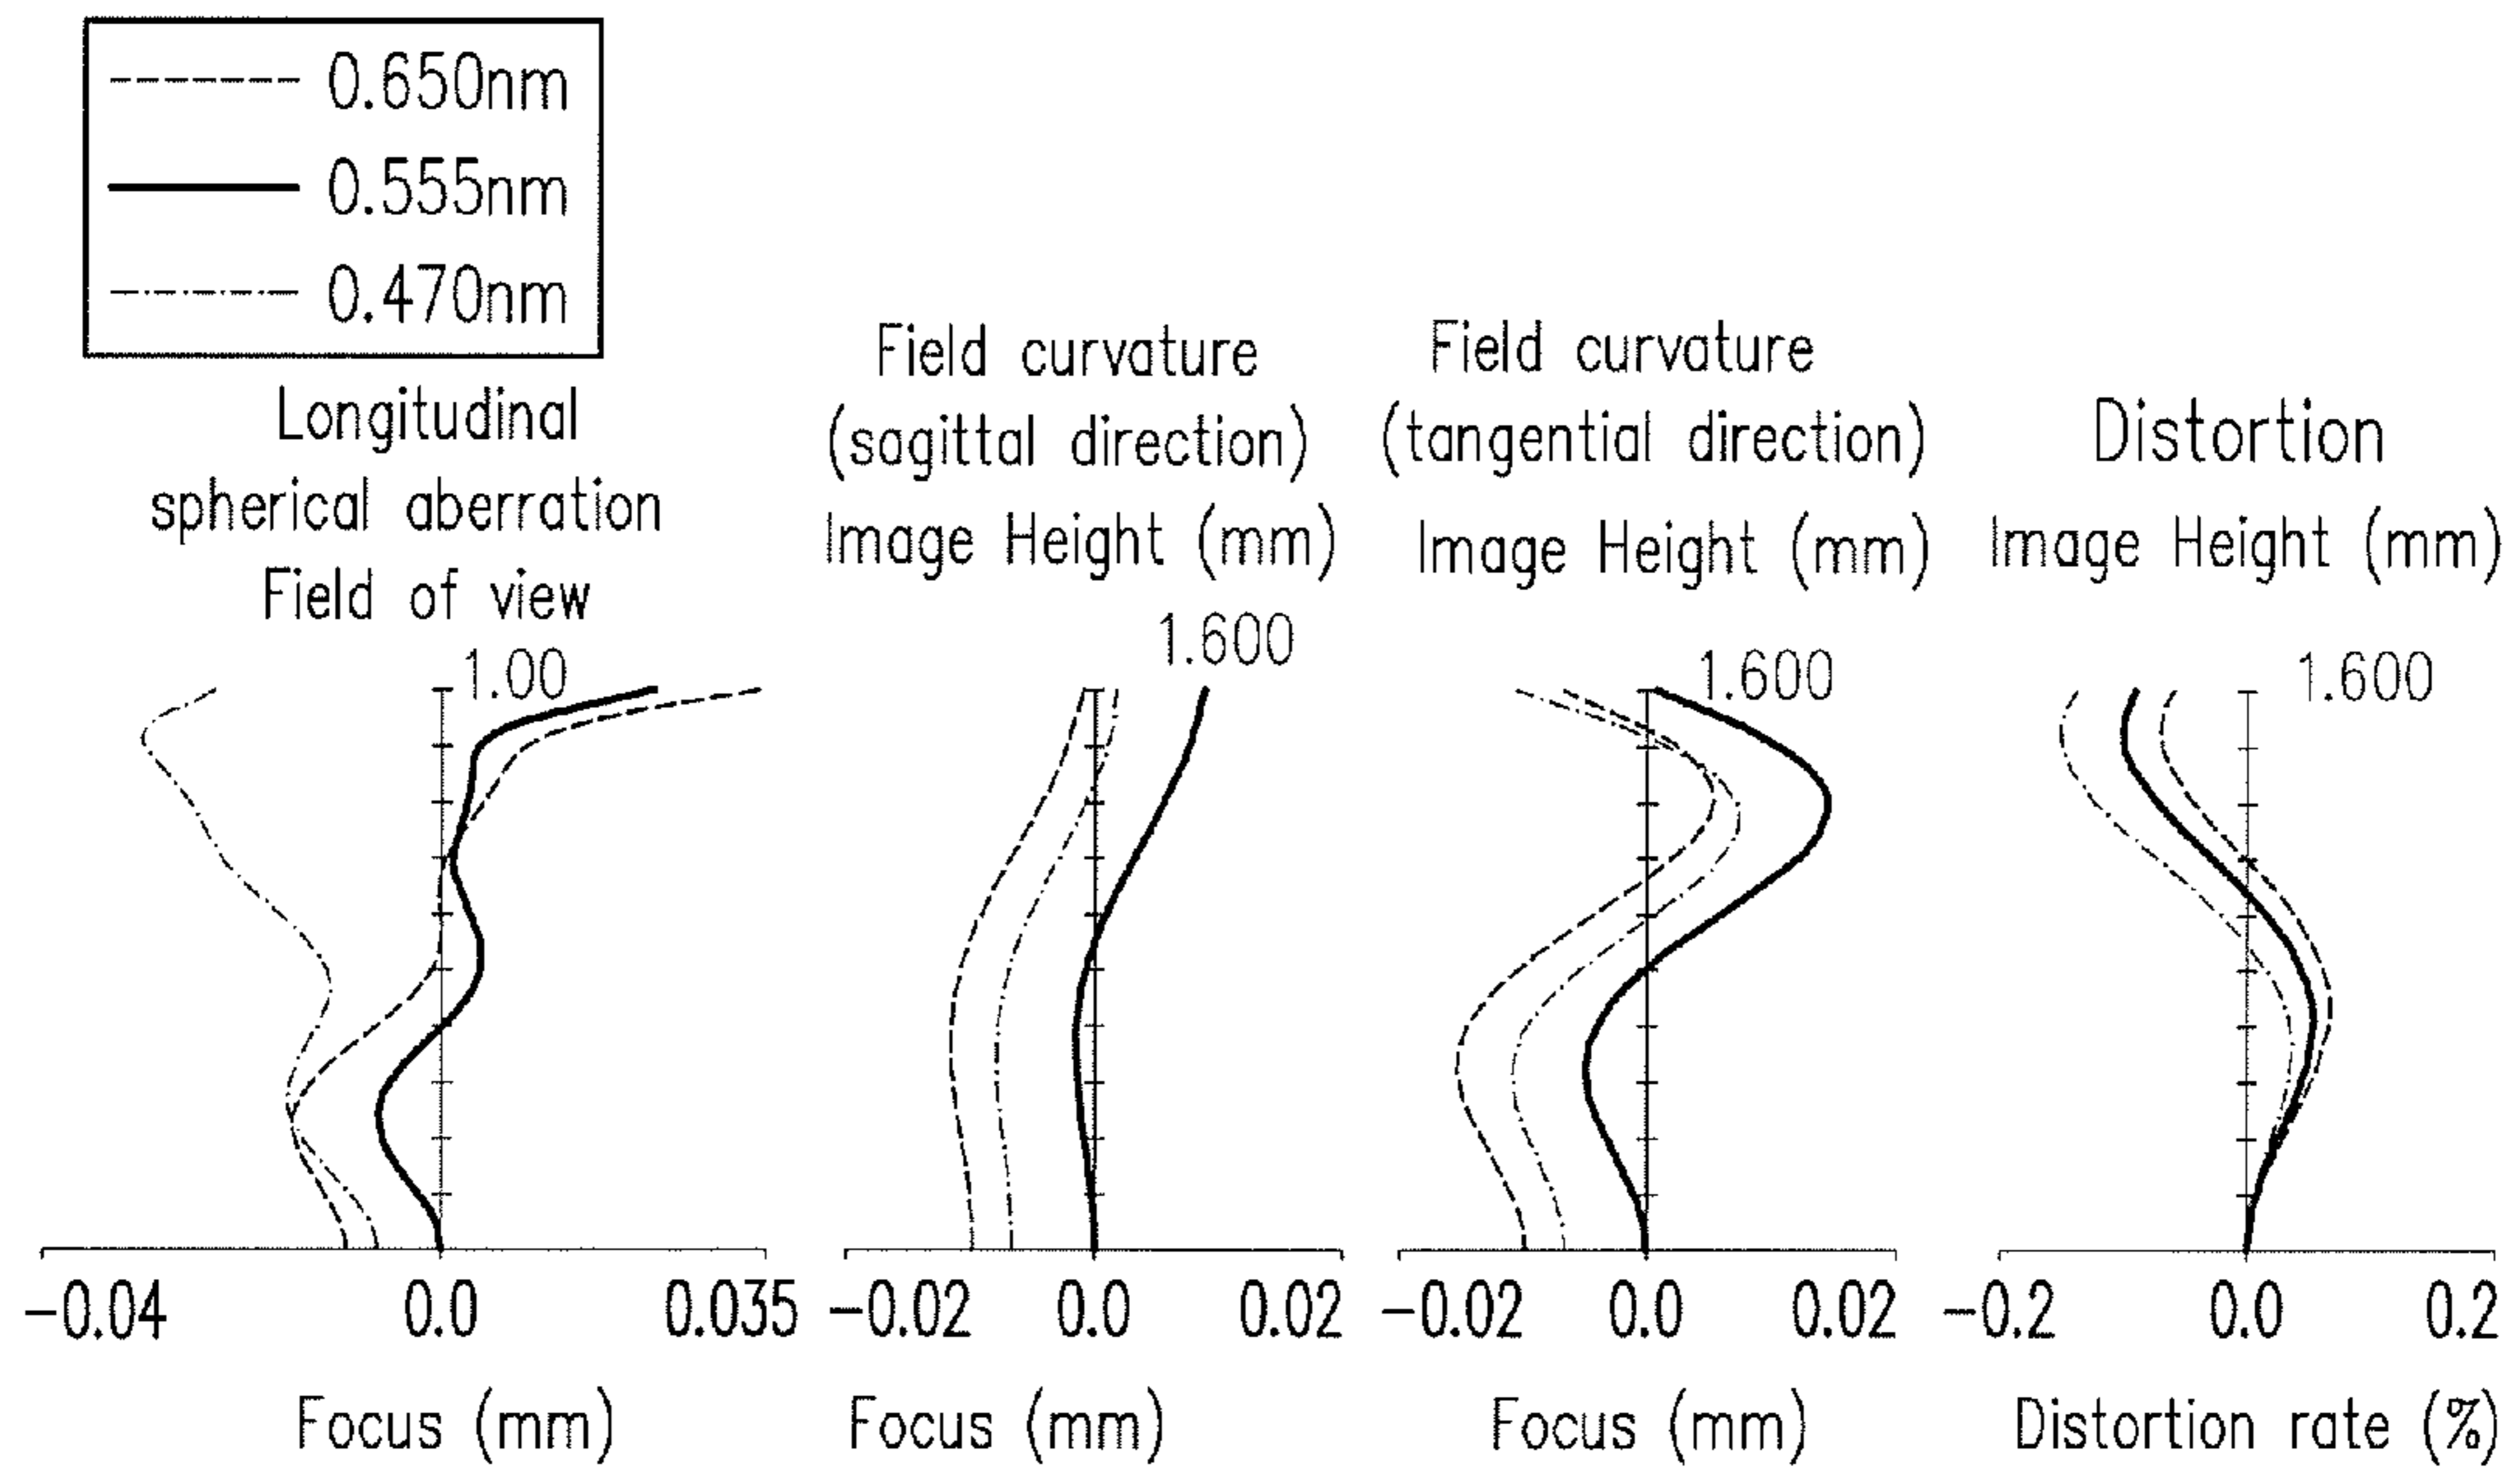 0.650nm
0.555nm
0.470nm
Longitudinal
spherical aberration
Field of view
1.00
-0.04 0.0 0.035
Focus (mm)
Field curvature
(sagittal direction)
Image Height (mm)
1.600
-0.02 0.0 0.02
Focus (mm)
Field curvature
(tangential direction)
Image Height (mm)
1.600
-0.02 0.0 0.02
Focus (mm)
Distortion
Image Height (mm)
1.600
-0.2 0.0 0.2
Distortion rate (%)